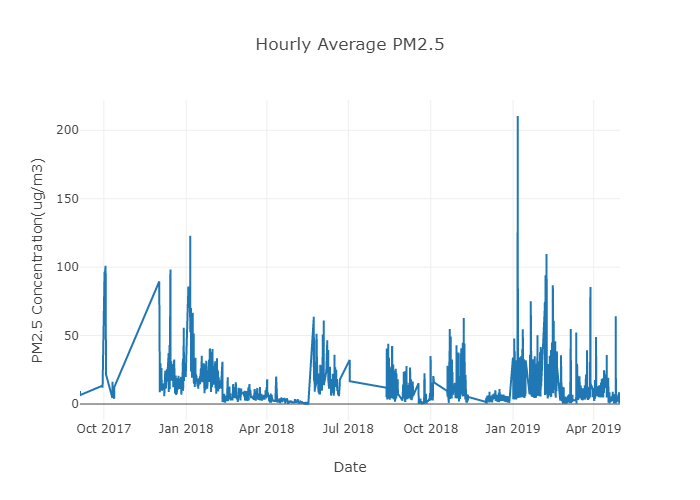 Hourly Average PM2.5
PM2.5 Concentration(ug/m3)
200
150
100
50
0
Oct 2017
Jan 2018
Apr 2018
Jul 2018
Oct 2018
Jan 2019
Apr 2019
Date